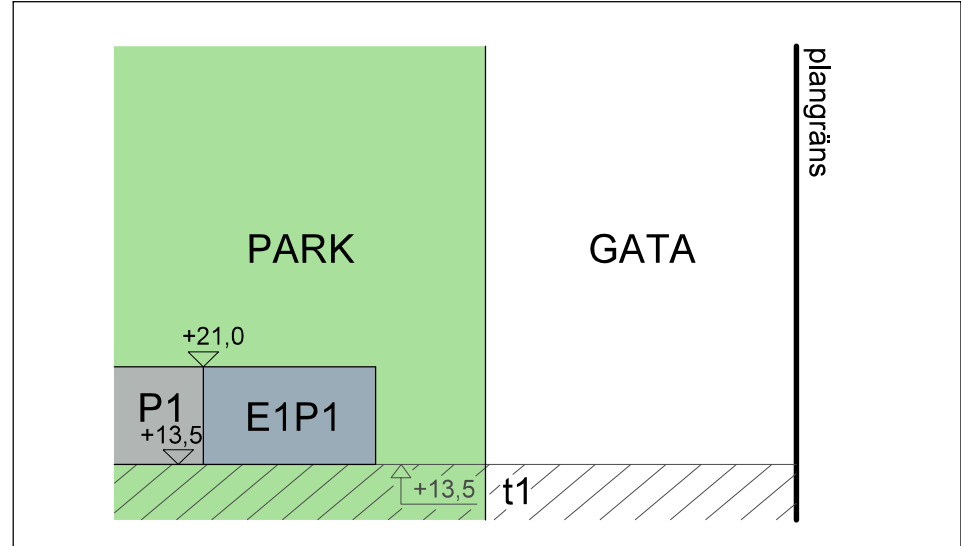 plangräns
PARK
GATA
+21,0
P1
E1P1
+13,5
+13,5
t1